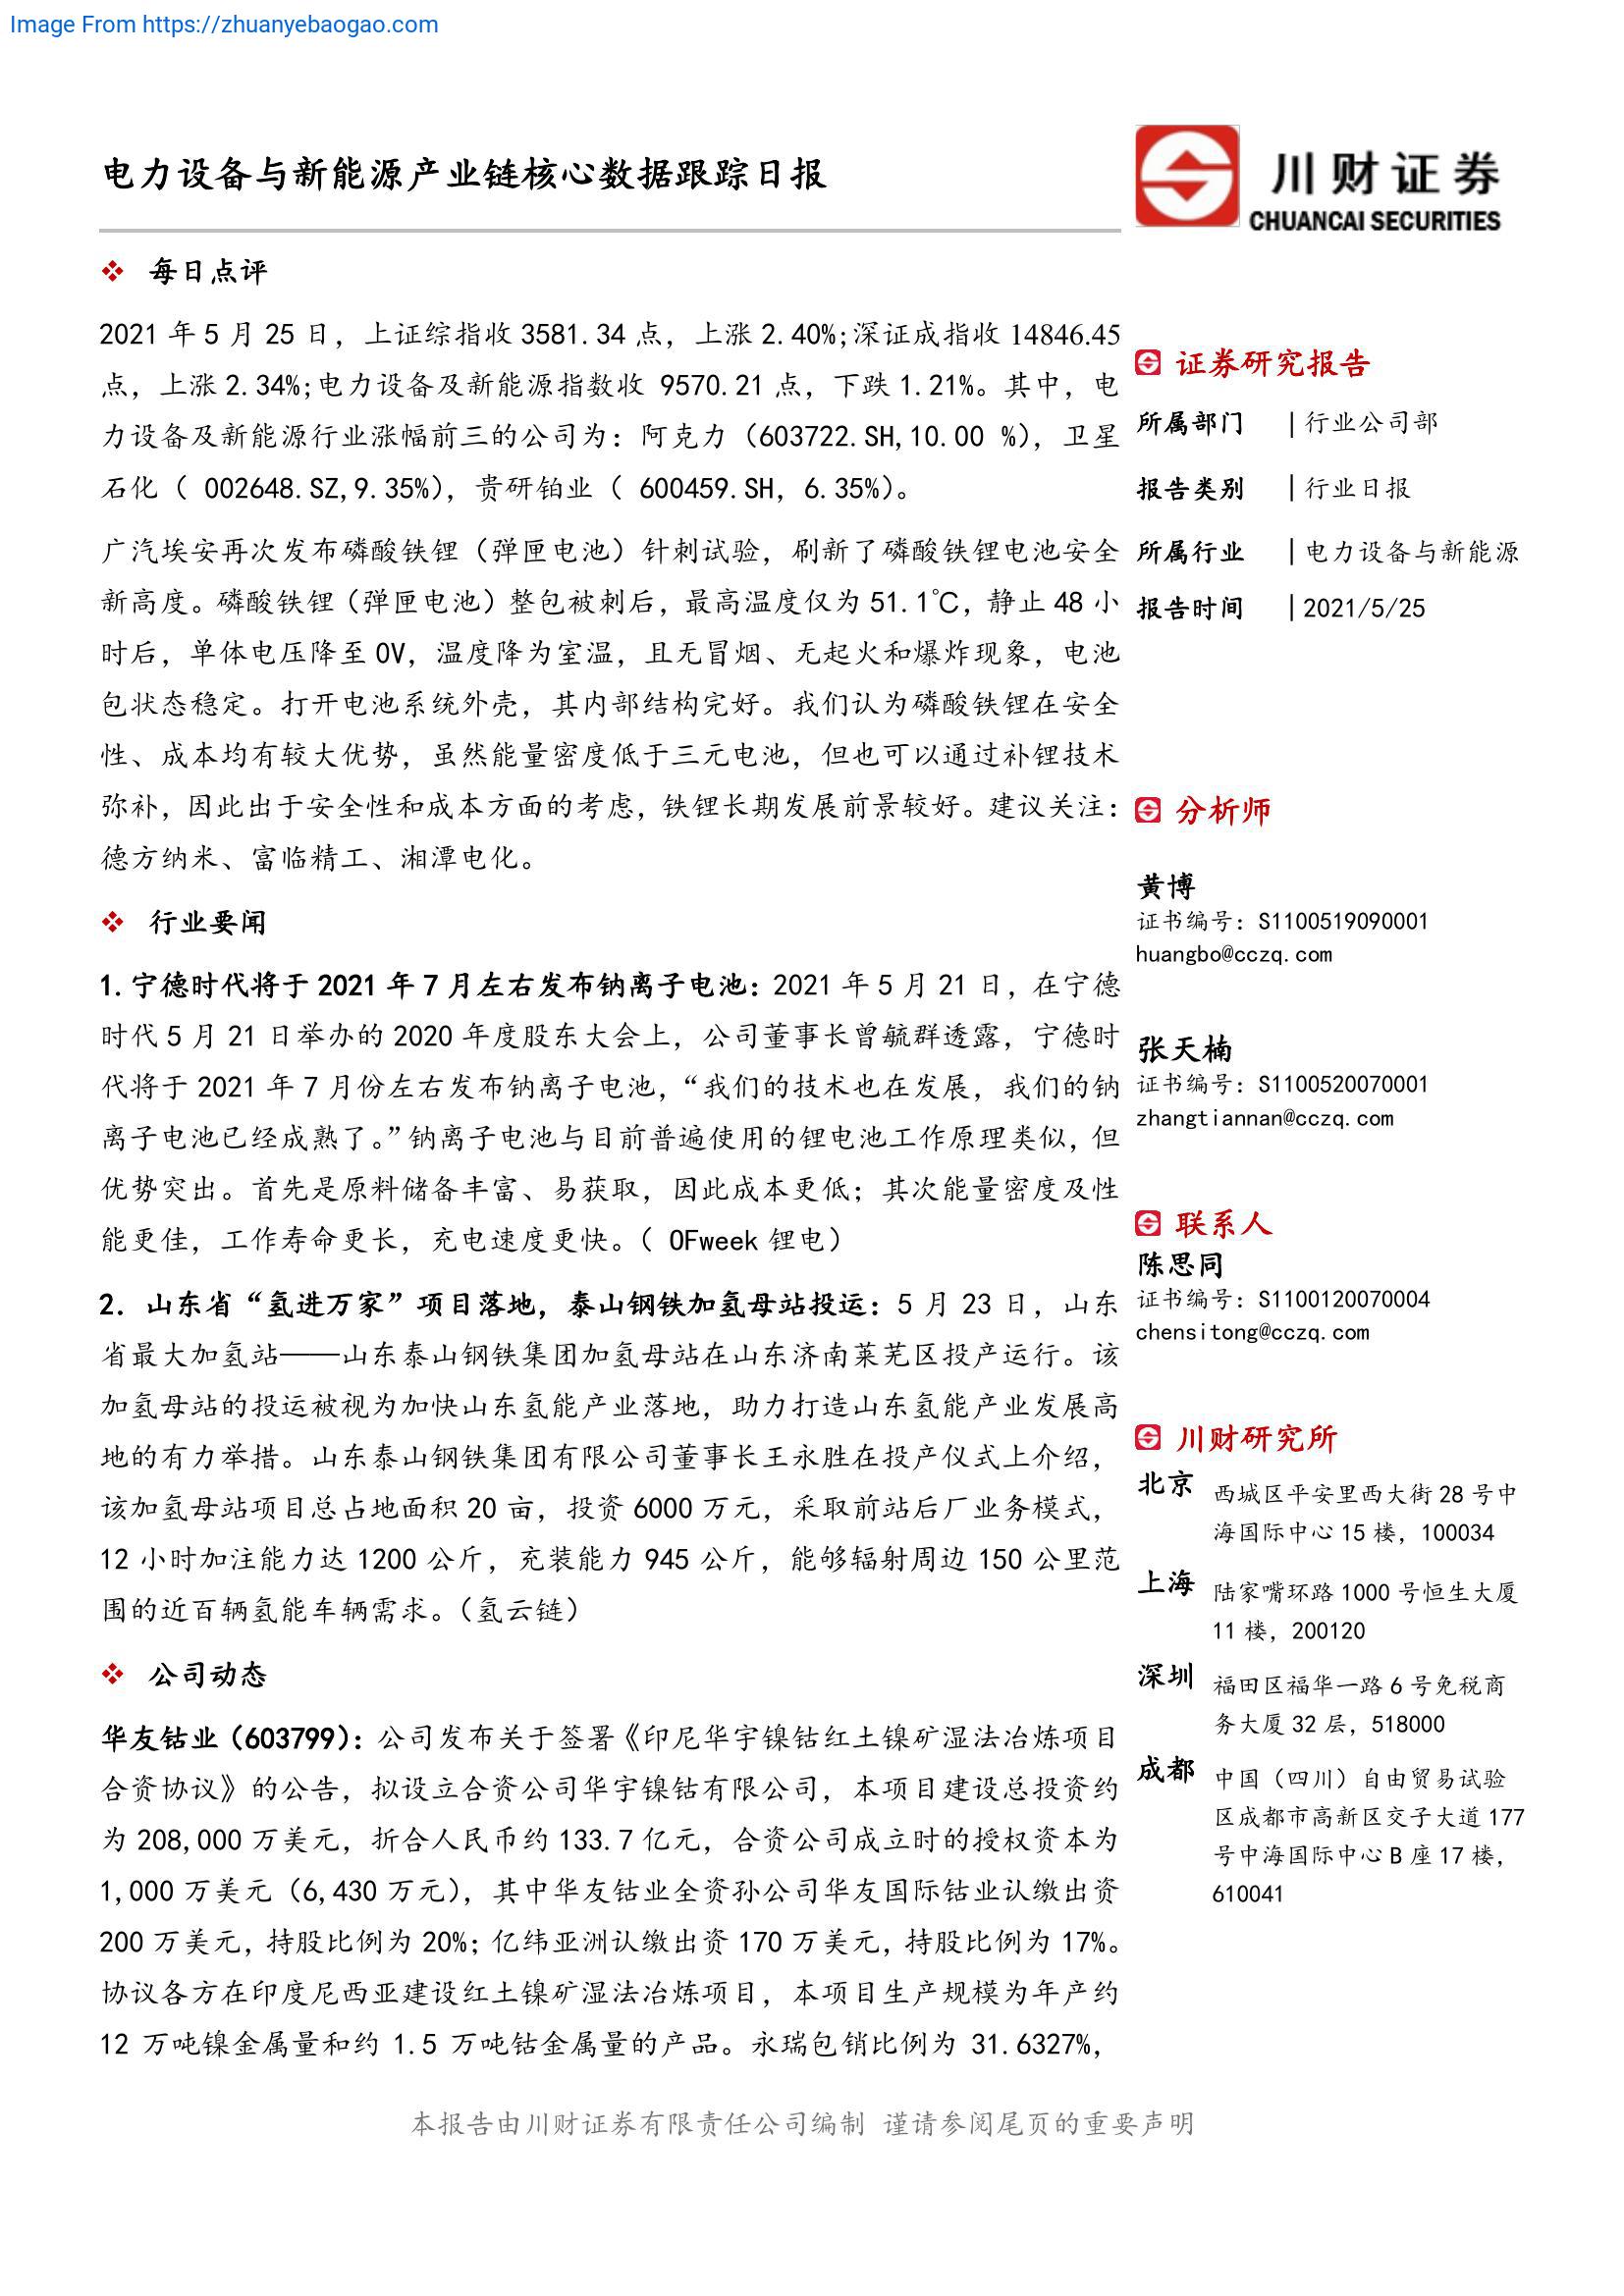 Image From https://zhuanyebaogao.com
电力设备与新能源产业链核心数据跟踪日报
川财证券
CHUANCAI SECURITIES
每日点评
2021 年 5 月 25 日，上证综指收 3581.34 点，上涨 2.40%;深证成指收 14846.45
点，上涨 2.34%;电力设备及新能源指数收 9570.21 点，下跌 1.21%。其中，电
力设备及新能源行业涨幅前三的公司为：阿克力（603722.SH,10.00 %），卫星
石化（ 002648.SZ,9.35%），贵研铂业（ 600459.SH, 6.35%）。
广汽埃安再次发布磷酸铁锂（弹匣电池）针刺试验，刷新了磷酸铁锂电池安全
新高度。磷酸铁锂（弹匣电池）整包被刺后，最高温度仅为 51.1℃，静止 48 小
时后，单体电压降至 0V，温度降为室温，且无冒烟、无起火和爆炸现象，电池
包状态稳定。打开电池系统外壳，其内部结构完好。我们认为磷酸铁锂在安全
性、成本均有较大优势，虽然能量密度低于三元电池，但也可以通过补锂技术
弥补，因此出于安全性和成本方面的考虑，铁锂长期发展前景较好。建议关注：
德方纳米、富临精工、湘潭电化。
行业要闻
1.宁德时代将于 2021 年 7 月左右发布钠离子电池：2021 年 5 月 21 日，在宁德
时代 5 月 21 日举办的 2020 年度股东大会上，公司董事长曾毓群透露，宁德时
代将于 2021 年 7 月份左右发布钠离子电池，“我们的技术也在发展，我们的钠
离子电池已经成熟了。”钠离子电池与目前普遍使用的锂电池工作原理类似，但
优势突出。首先是原料储备丰富、易获取，因此成本更低；其次能量密度及性
能更佳，工作寿命更长，充电速度更快。（ OFweek 锂电）
2. 山东省“氢进万家”项目落地，泰山钢铁加氢母站投运：5 月 23 日，山东
省最大加氢站——山东泰山钢铁集团加氢母站在山东济南莱芜区投产运行。该
加氢母站的投运被视为加快山东氢能产业落地，助力打造山东氢能产业发展高
地的有力举措。山东泰山钢铁集团有限公司董事长王永胜在投产仪式上介绍，
该加氢母站项目总占地面积 20 亩，投资 6000 万元，采取前站后厂业务模式，
12 小时加注能力达 1200 公斤，充装能力 945 公斤，能够辐射周边 150 公里范
围的近百辆氢能车辆需求。（氢云链）
公司动态
华友钴业（603799）：公司发布关于签署《印尼华宇镍钴红土镍矿湿法冶炼项目
合资协议》的公告，拟设立合资公司华宇镍钴有限公司，本项目建设总投资约
为 208,000 万美元，折合人民币约 133.7 亿元，合资公司成立时的授权资本为
1,000 万美元（6,430 万元），其中华友钴业全资孙公司华友国际钴业认缴出资
200 万美元，持股比例为 20%；亿纬亚洲认缴出资 170 万美元，持股比例为 17%。
协议各方在印度尼西亚建设红土镍矿湿法冶炼项目，本项目生产规模为年产约
12 万吨镍金属量和约 1.5 万吨钴金属量的产品。永瑞包销比例为 31.6327%，
证券研究报告
所属部门 | 行业公司部
报告类别 | 行业日报
所属行业 | 电力设备与新能源
报告时间 | 2021/5/25
分析师
黄博
证书编号：S1100519090001
huangbo@cczq.com
张天楠
证书编号：S1100520070001
zhangtiannan@cczq.com
联系人
陈思同
证书编号：S1100120070004
chensitong@cczq.com
川财研究所
北京 西城区平安里西大街 28 号中
海国际中心 15 楼，100034
上海 陆家嘴环路 1000 号恒生大厦
11 楼，200120
深圳 福田区福华一路 6 号免税商
务大厦 32 层，518000
成都 中国（四川）自由贸易试验
区成都市高新区交子大道 177
号中海国际中心 B 座 17 楼，
610041
本报告由川财证券有限责任公司编制 谨请参阅尾页的重要声明